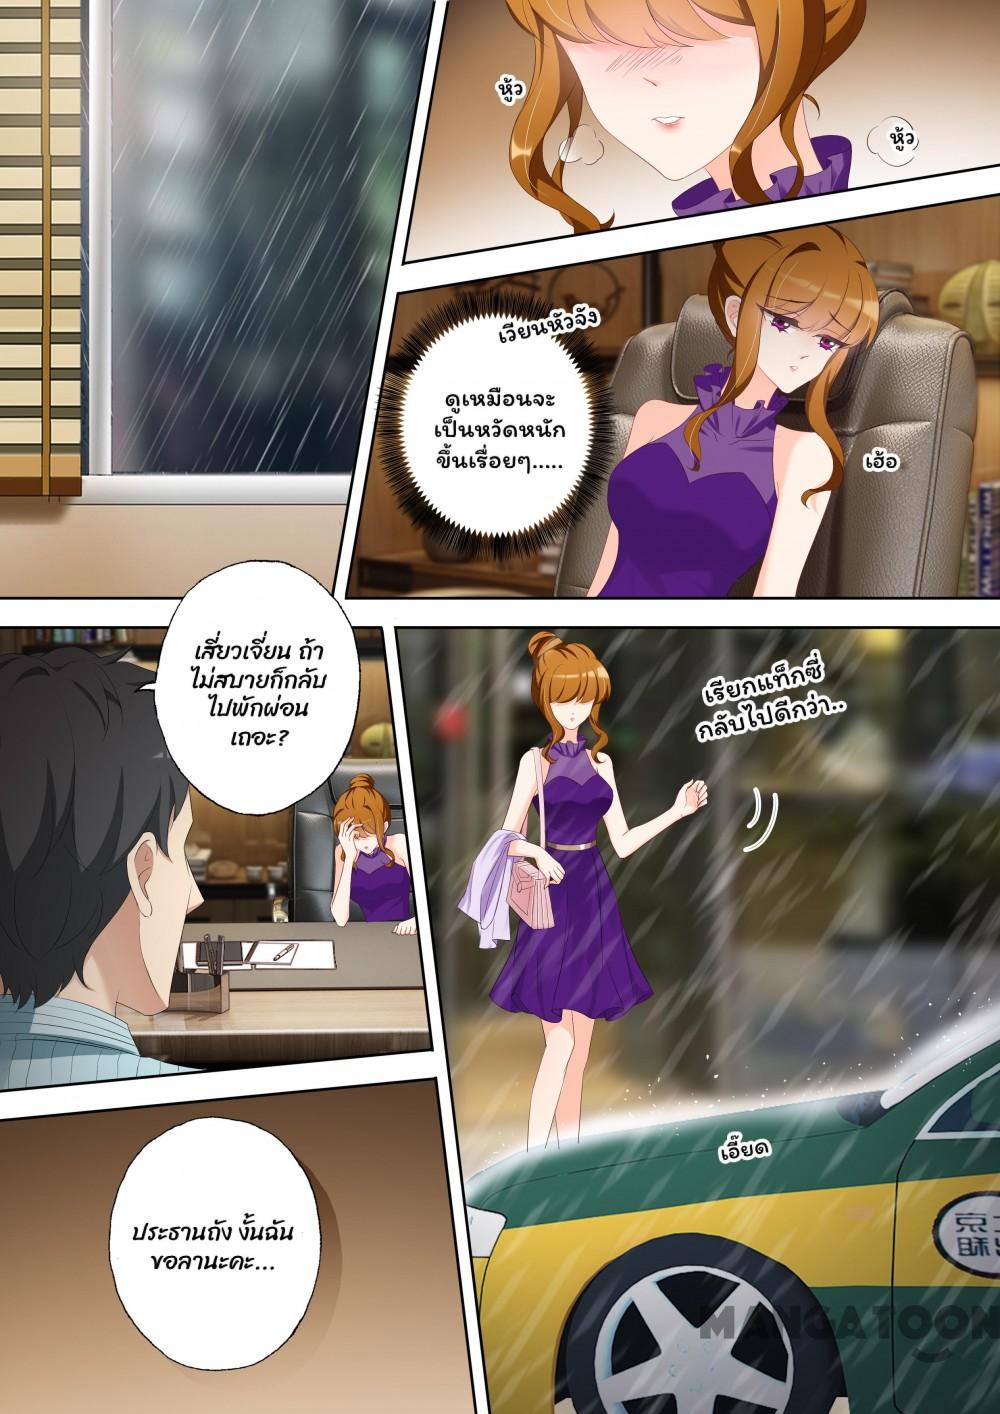 หู้ว
หู้ว
เวียนหัวจัง
ดูเหมือนจะ
เป็นหวัดหนัก
ขึ้นเรื่อยๆ.....
เฮ้อ
เสี่ยวเจี่ยน ถ้า
ไม่สบายก็กลับ
ไปพักผ่อน
เถอะ?
เรียกแท็กซี่
กลับไปดีกว่า..
เอี๊ยด
ประธานถัง งั้นฉัน
ขอลานะคะ...
京
MANGATOON